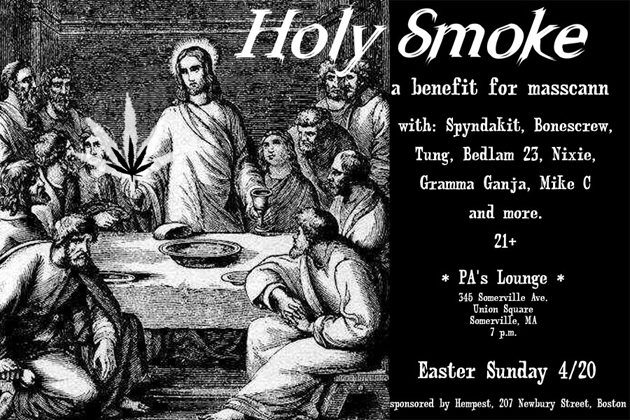 Holy Smoke
a benefit for masscann
with: Spyndakit, Bonescrew,
Tung, Bedlam 23, Nixie,
Gramma Ganja, Mike C
and more.
21+
* PA's Lounge *
345 Somerville Ave.
Union Square
Somerville, MA
7 p.m.
Easter Sunday 4/20
sponsored by Hempest, 207 Newbury Street, Boston